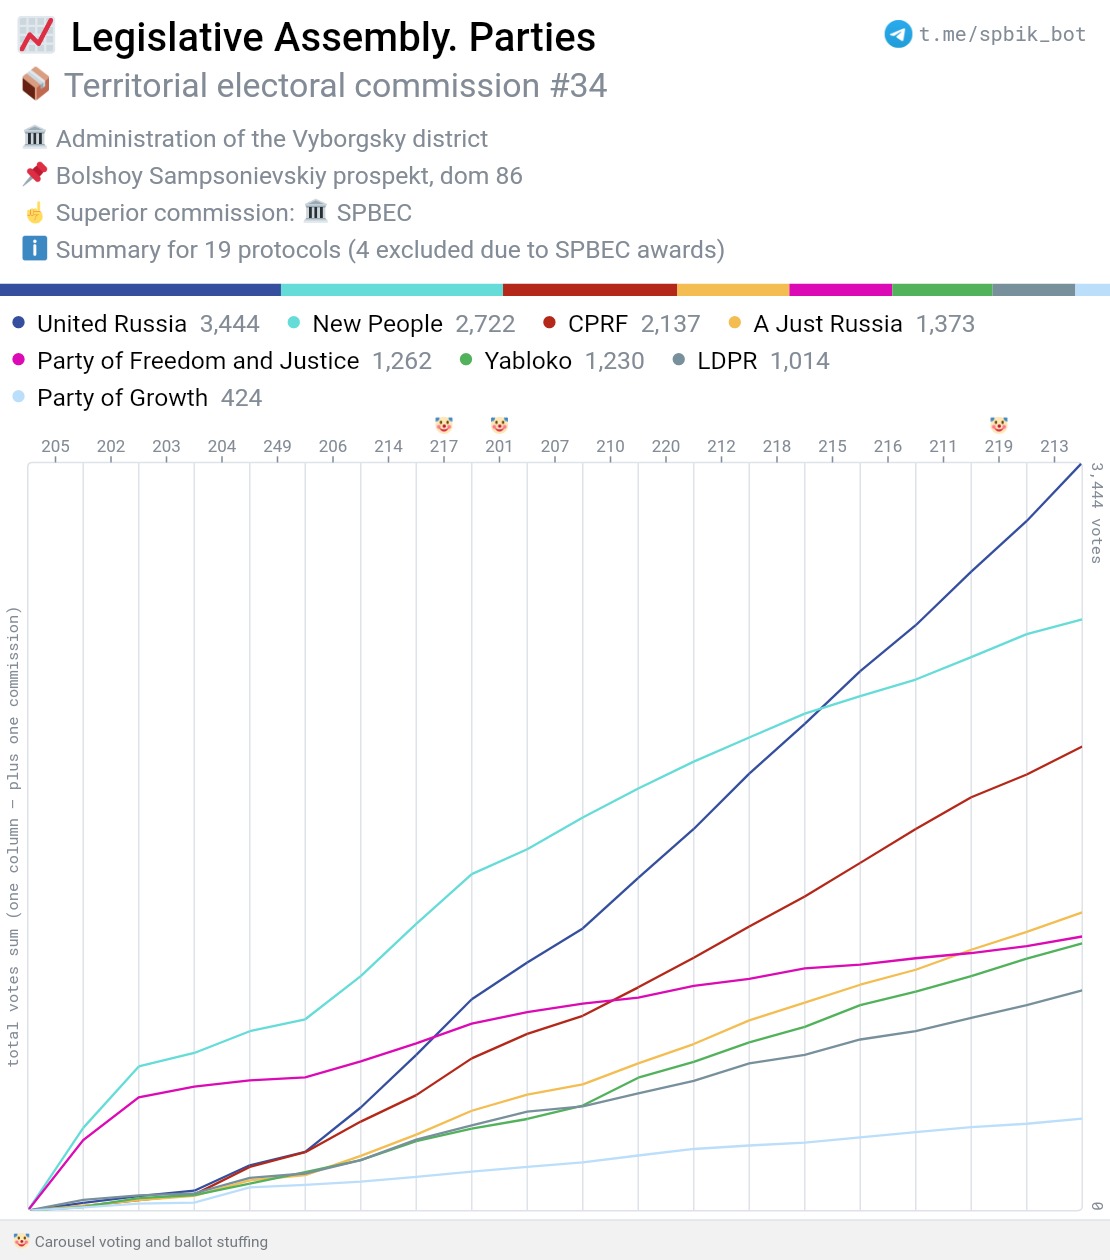 Legislative Assembly. Parties
t.me/spbik_bot
Territorial electoral commission #34
Administration of the Vyborgsky district
Bolshoy Sampsonievskiy prospekt, dom 86
Superior commission: SPBEC
Summary for 19 protocols (4 excluded due to SPBEC awards)
United Russia 3,444 New People 2,722 CPRF 2,137 A Just Russia 1,373
Party of Freedom and Justice 1,262 Yabloko 1,230 LDPR 1,014
Party of Growth 424
205 202 203 204 249 206 214 217 201 207 210 220 212 218 215 216 211 219 213
3,444 votes
total votes sum (one column – plus one commission)
0
Carousel voting and ballot stuffing